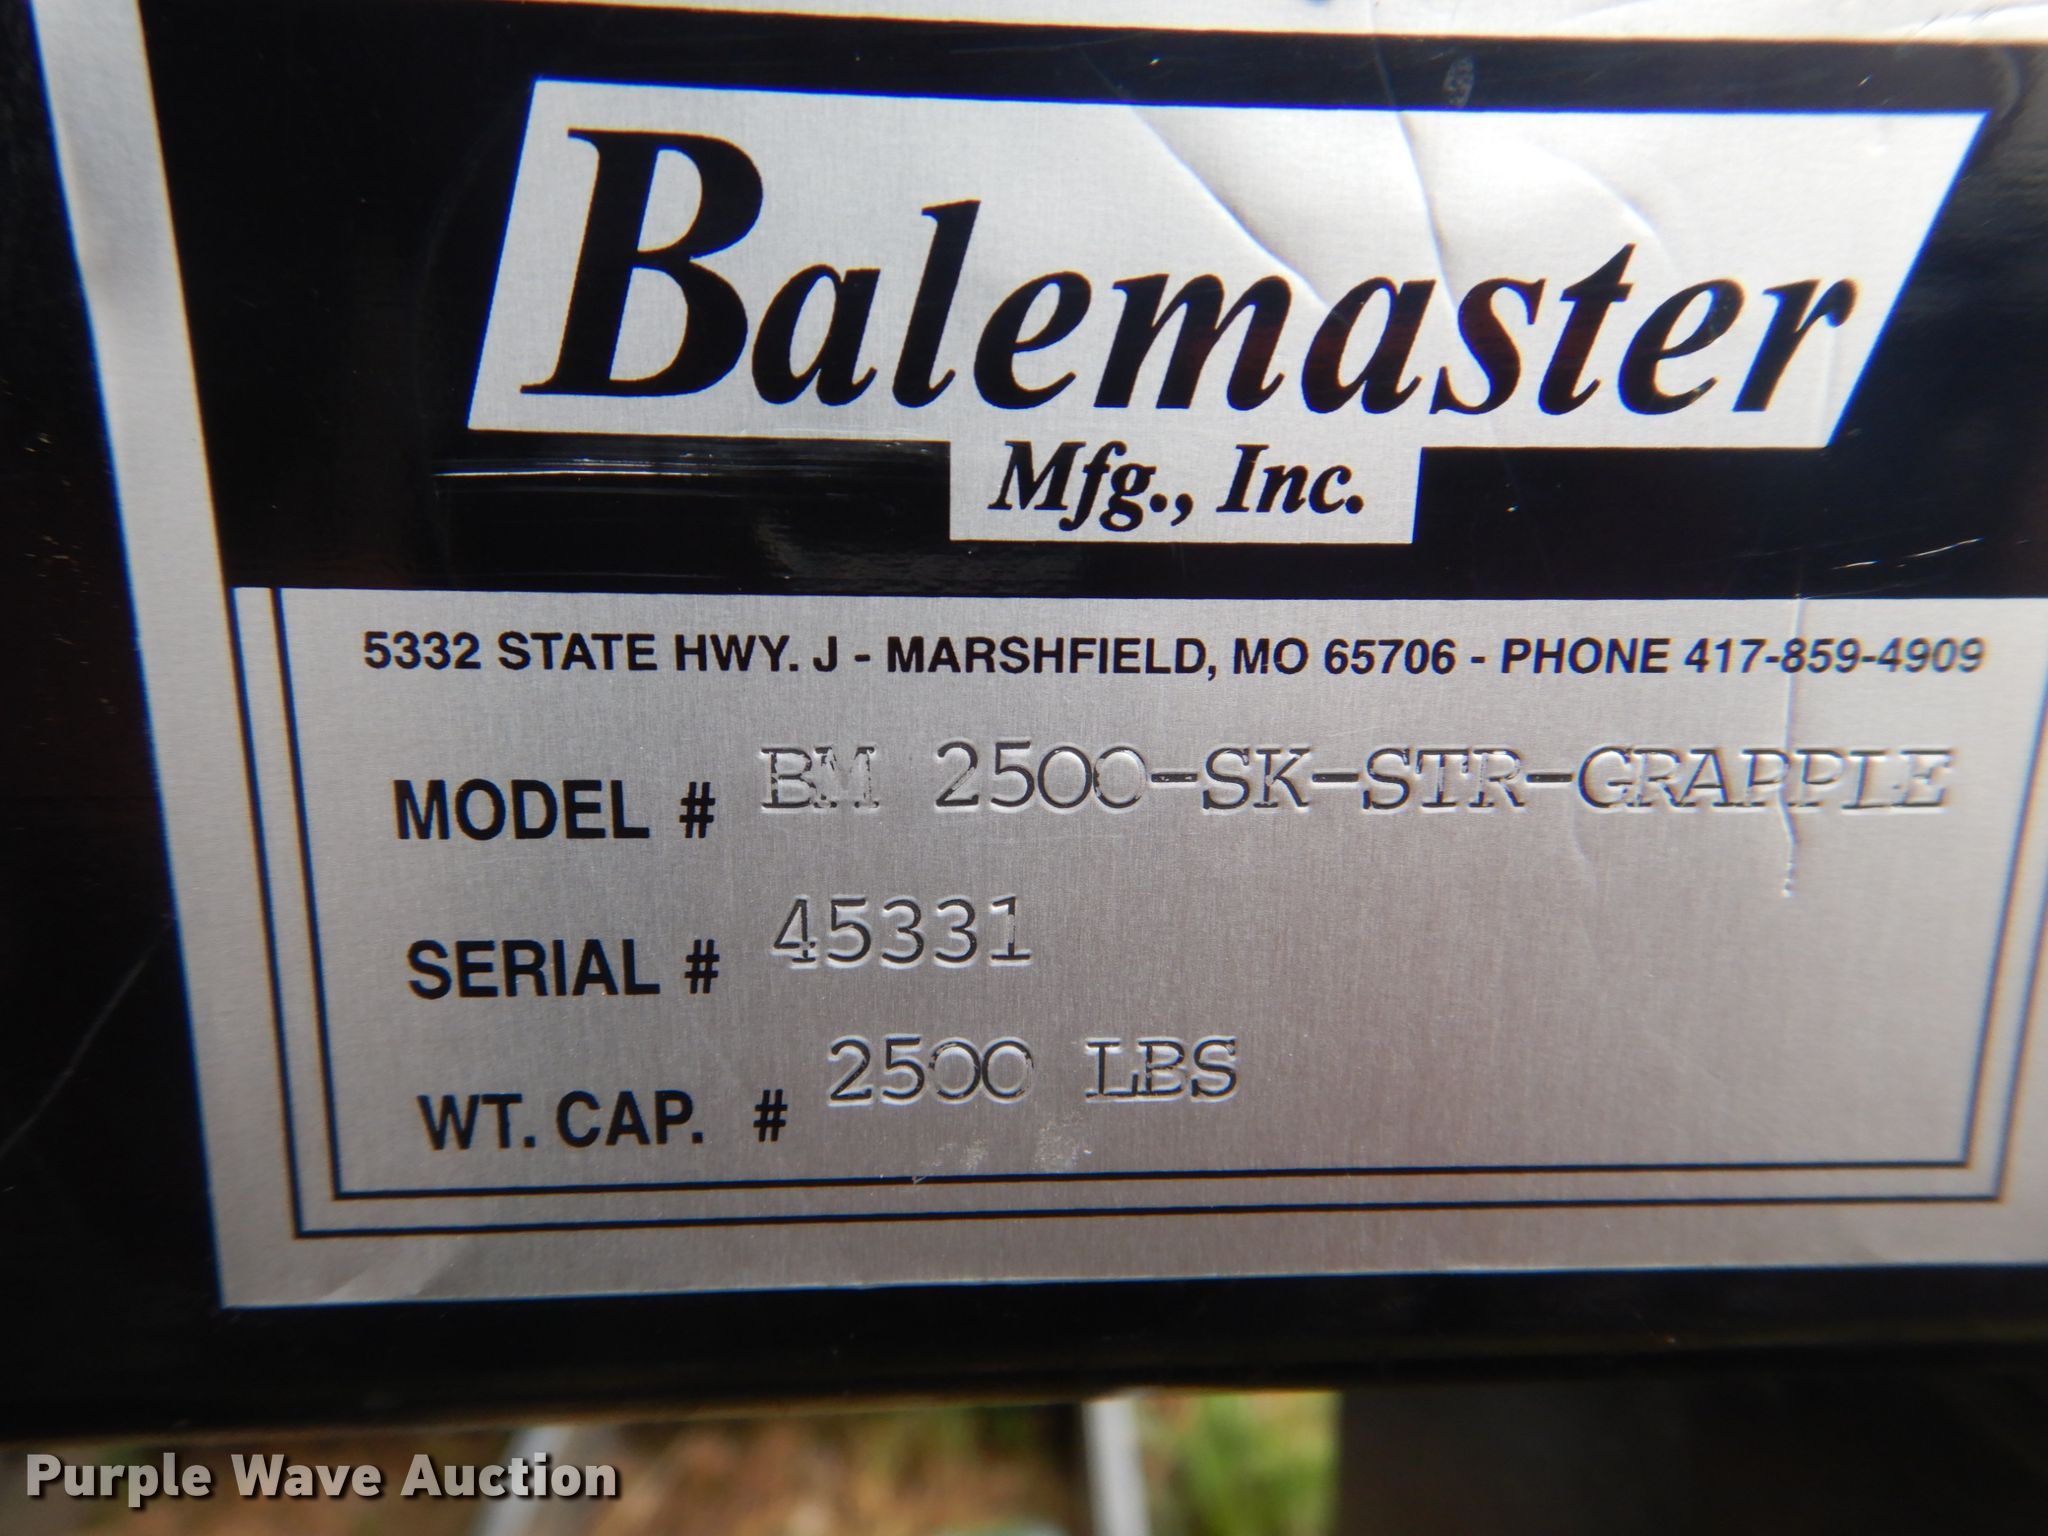 Balemaster
Mfg., Inc.
5332 STATE HWY. J - MARSHFIELD, MO 65706 - PHONE 417-859-4909
MODEL # BM 2500-SK-STR-GRAPPLE
SERIAL # 45331
WT. CAP. # 2500 LBS
Purple Wave Auction